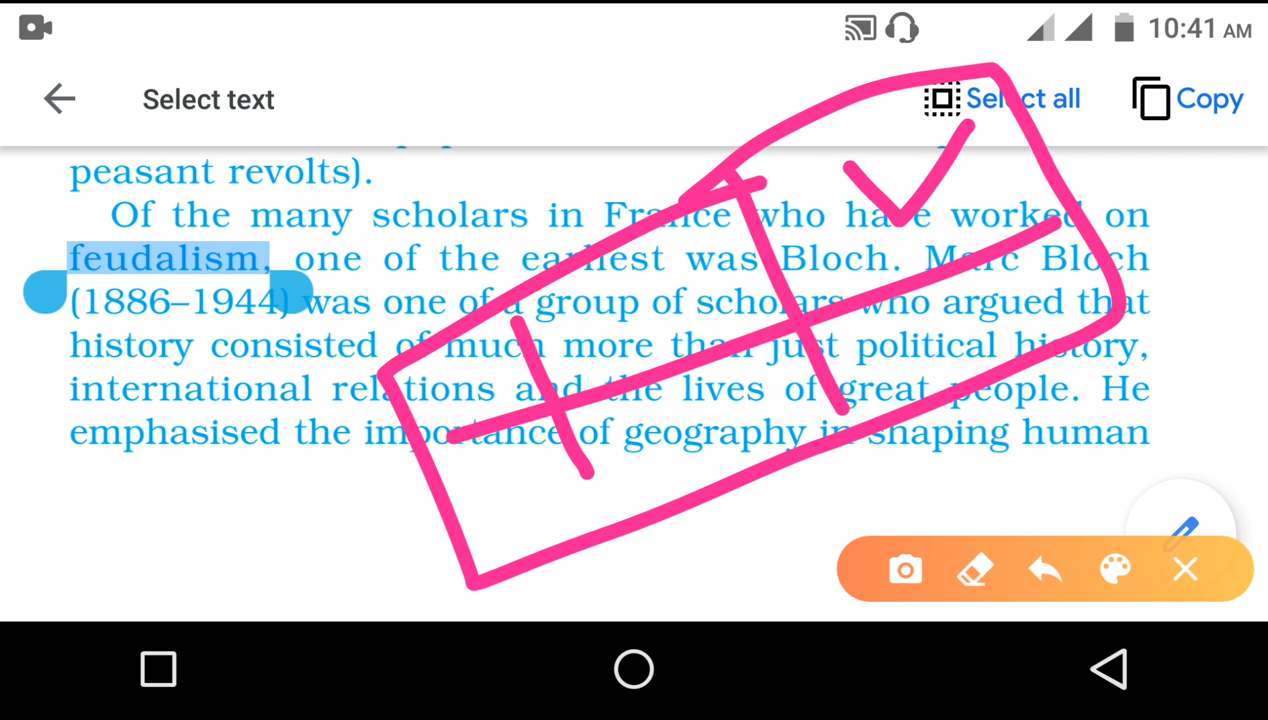 10:41 AM
Select text
Select all
Copy
peasant revolts).
Of the many scholars in France who have worked on
feudalism, one of the earliest was Bloch. Marc Bloch
(1886–1944) was one of a group of scholars who argued that
history consisted of much more than just political history,
international relations and the lives of great people. He
emphasised the importance of geography in shaping human